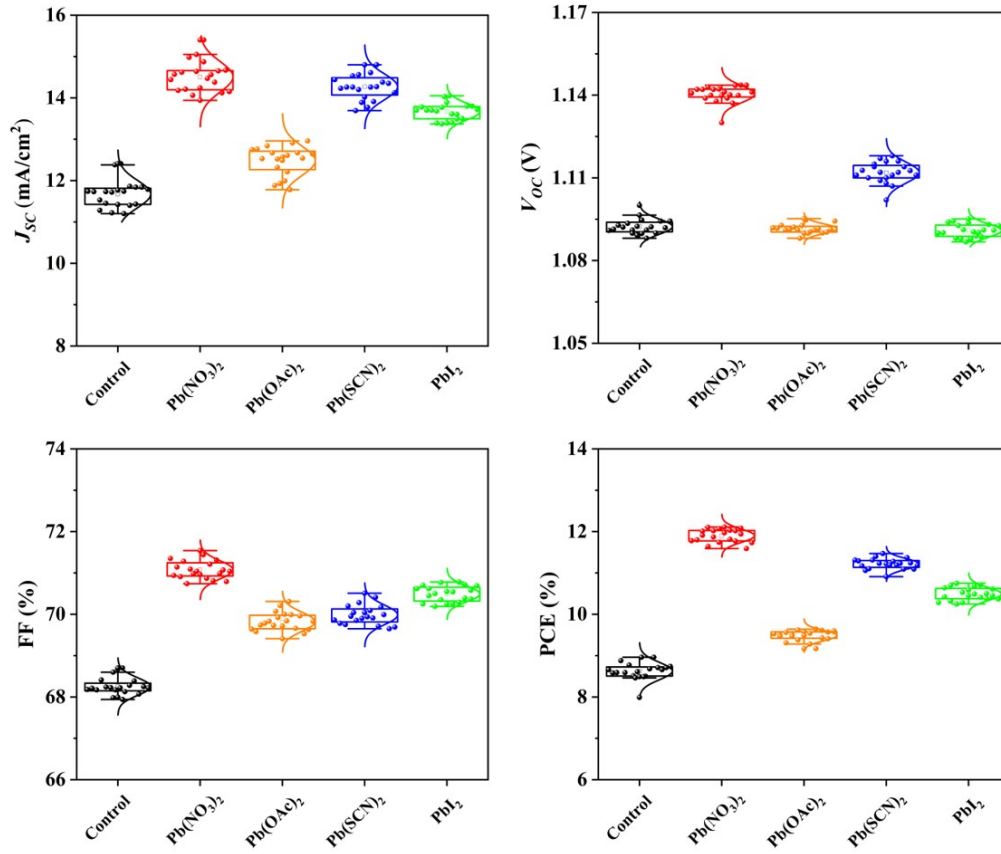 J_SC (mA/cm²)
16
14
12
10
8
Control
Pb(NO₃)₂
Pb(OAc)₂
Pb(SCN)₂
PbI₂
V_OC (V)
1.17
1.14
1.11
1.08
1.05
Control
Pb(NO₃)₂
Pb(OAc)₂
Pb(SCN)₂
PbI₂
FF (%)
74
72
70
68
66
Control
Pb(NO₃)₂
Pb(OAc)₂
Pb(SCN)₂
PbI₂
PCE (%)
14
12
10
8
6
Control
Pb(NO₃)₂
Pb(OAc)₂
Pb(SCN)₂
PbI₂